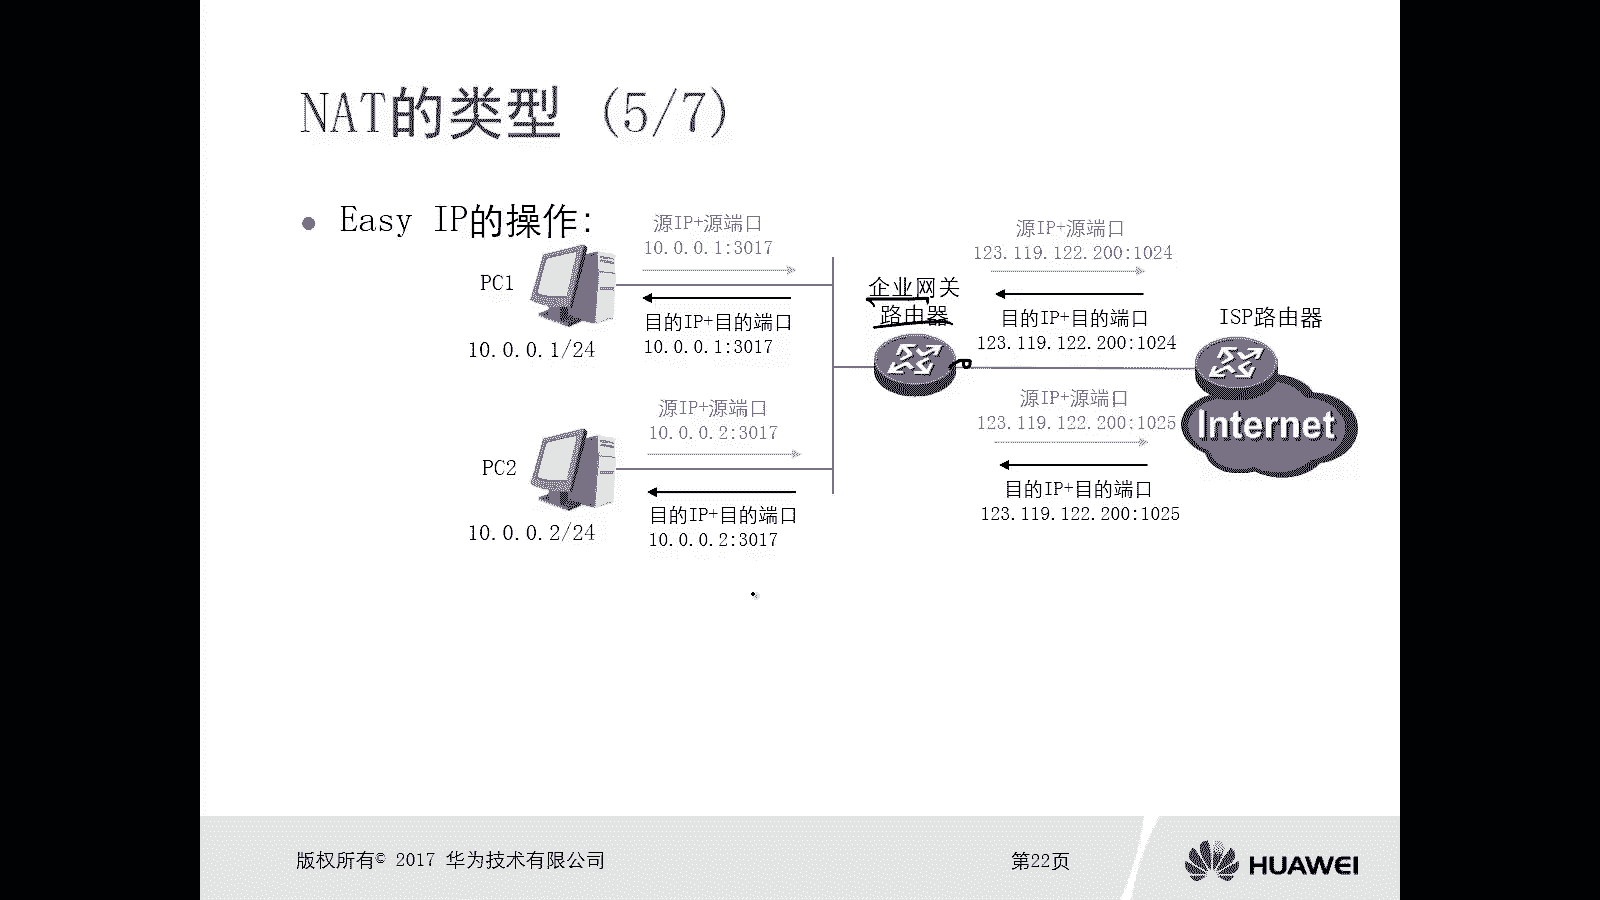 NAT的类型 (5/7)
Easy IP的操作:
源IP+源端口
10.0.0.1:3017
PC1
目的IP+目的端口
10.0.0.1:3017
10.0.0.1/24
源IP+源端口
10.0.0.2:3017
PC2
目的IP+目的端口
10.0.0.2:3017
10.0.0.2/24
企业网关
路由器
源IP+源端口
123.119.122.200:1024
目的IP+目的端口
123.119.122.200:1024
ISP路由器
源IP+源端口
123.119.122.200:1025
Internet
目的IP+目的端口
123.119.122.200:1025
版权所有© 2017 华为技术有限公司
第22页
HUAWEI